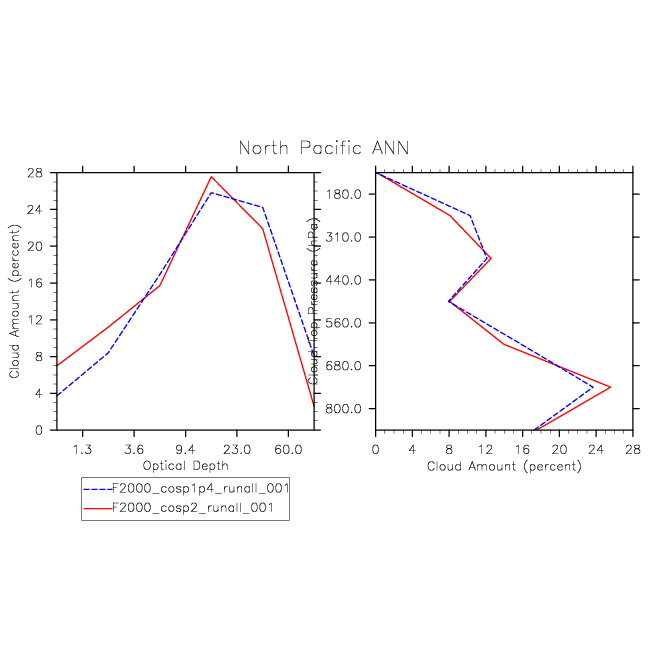 North Pacific ANN
Cloud Amount (percent)
28
24
20
16
12
8
4
0
1.3 3.6 9.4 23.0 60.0
Optical Depth
Cloud Top Pressure (hPa)
180.0
310.0
440.0
560.0
680.0
800.0
0 4 8 12 16 20 24 28
Cloud Amount (percent)
F2000_cosp1p4_runall_001
F2000_cosp2_runall_001